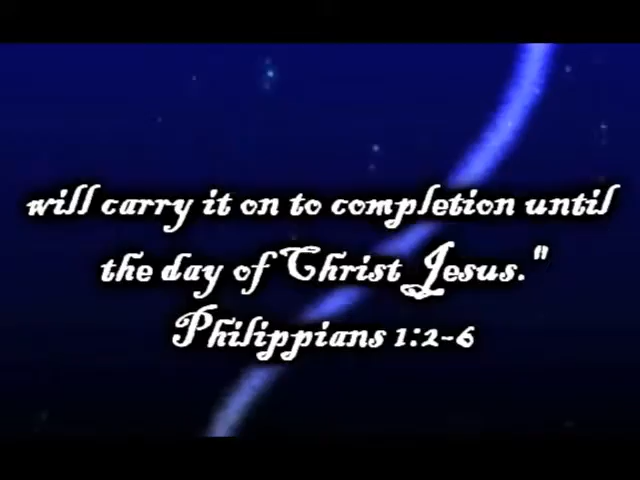 will carry it on to completion until
the day of Christ Jesus."
Philippians 1:2-6